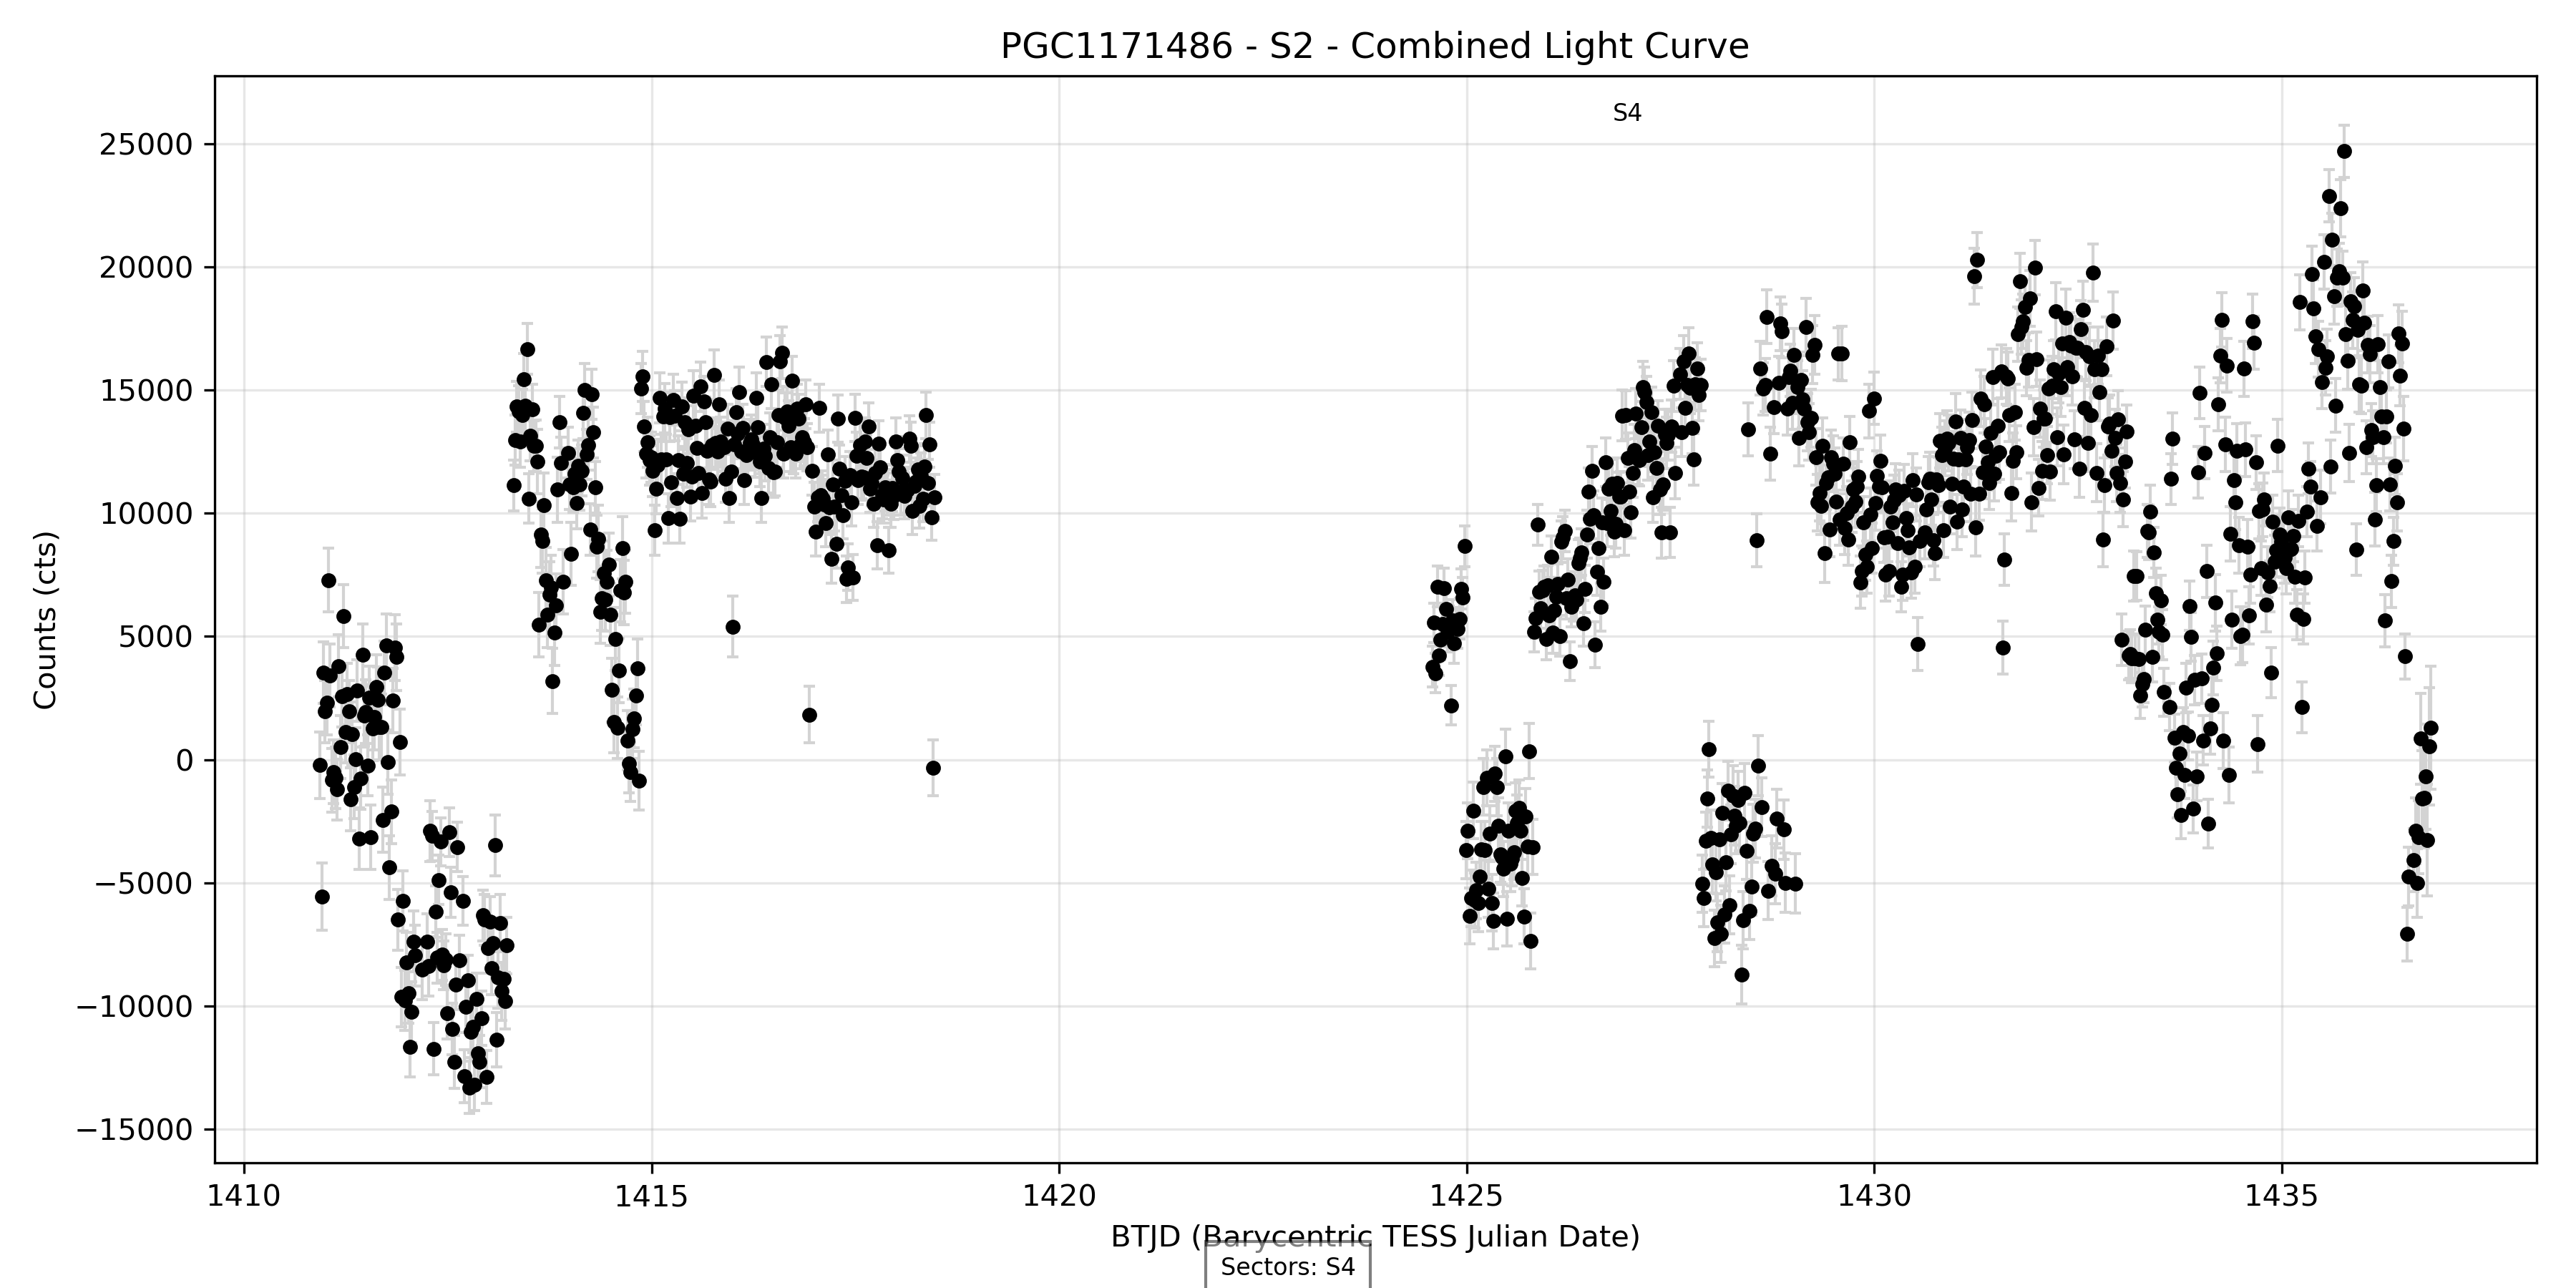 PGC1171486 - S2 - Combined Light Curve
S4
25000
20000
15000
10000
5000
0
−5000
−10000
−15000
Counts (cts)
1410 1415 1420 1425 1430 1435
BTJD (Barycentric TESS Julian Date)
Sectors: S4